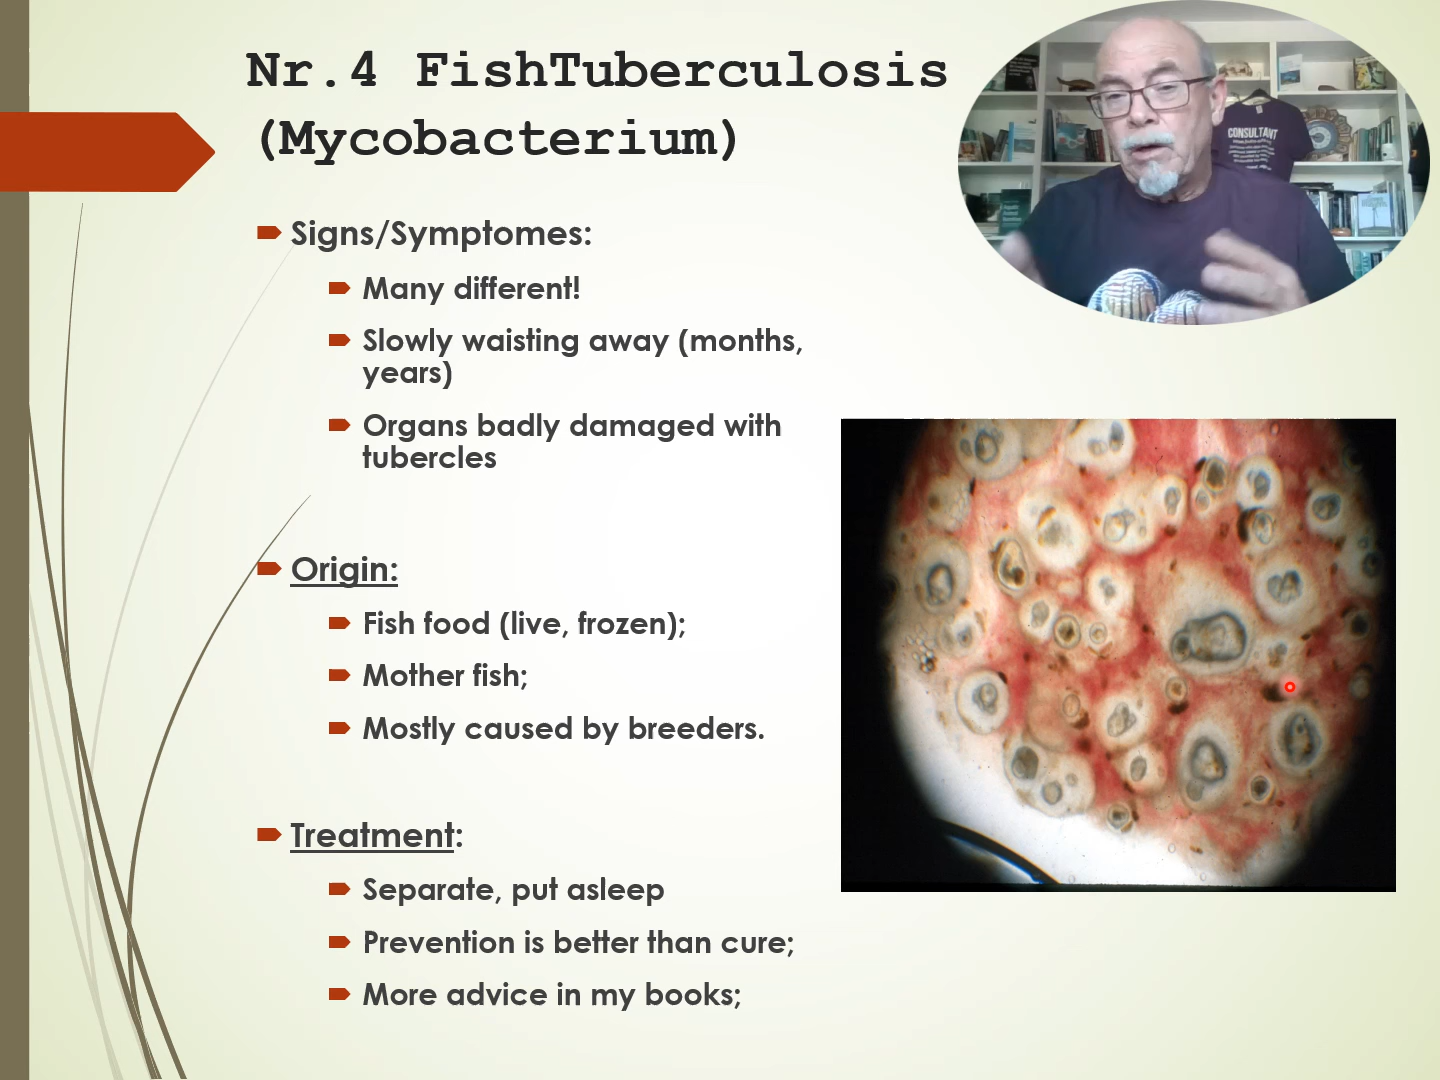 Nr.4 FishTuberculosis
(Mycobacterium)
CONSULTANT
Signs/Symptomes:
Many different!
Slowly waisting away (months,
years)
Organs badly damaged with
tubercles
Origin:
Fish food (live, frozen);
Mother fish;
Mostly caused by breeders.
Treatment:
Separate, put asleep
Prevention is better than cure;
More advice in my books;